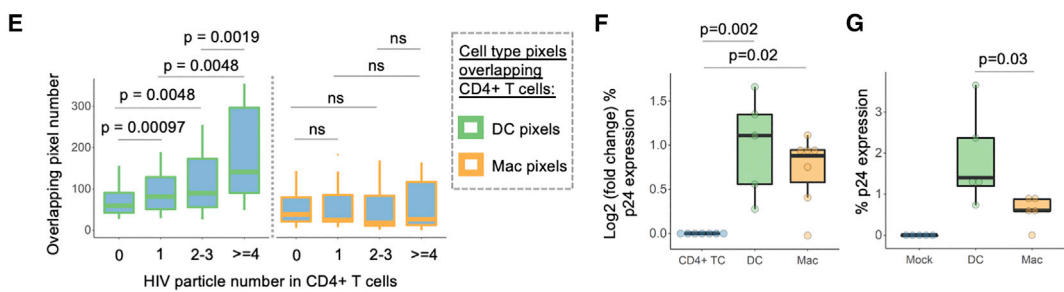 E
p = 0.0019
p = 0.0048
p = 0.0048
p = 0.00097
ns
ns
ns
ns
Overlapping pixel number
300
200
100
0
0
1
2-3
>=4
0
1
2-3
>=4
HIV particle number in CD4+ T cells
Cell type pixels
overlapping
CD4+ T cells:
DC pixels
Mac pixels
F
p=0.002
p=0.02
Log2 (fold change) %
p24 expression
1.5
1.0
0.5
0.0
CD4+ TC
DC
Mac
G
p=0.03
% p24 expression
3
2
1
0
Mock
DC
Mac